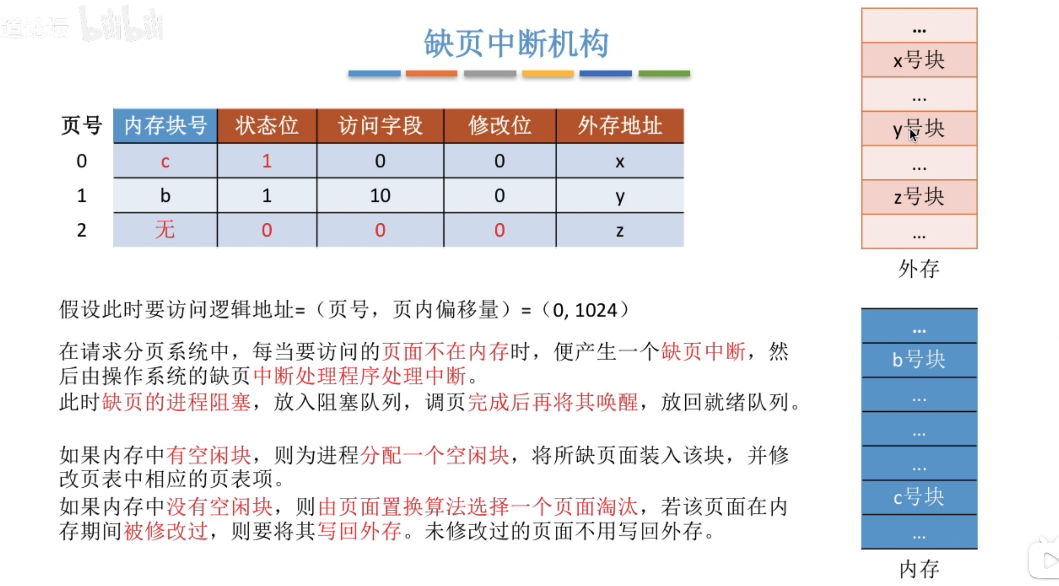 bilibili
缺页中断机构
页号 内存块号 状态位 访问字段 修改位 外存地址
0 c 1 0 0 x
1 b 1 10 0 y
2 无 0 0 0 z
假设此时要访问逻辑地址=（页号，页内偏移量）=（0, 1024）
在请求分页系统中，每当要访问的页面不在内存时，便产生一个缺页中断，然
后由操作系统的缺页中断处理程序处理中断。
此时缺页的进程阻塞，放入阻塞队列，调页完成后再将其唤醒，放回就绪队列。
如果内存中有空闲块，则为进程分配一个空闲块，将所缺页面装入该块，并修
改页表中相应的页表项。
如果内存中没有空闲块，则由页面置换算法选择一个页面淘汰，若该页面在内
存期间被修改过，则要将其写回外存。未修改过的页面不用写回外存。
...
x号块
...
y号块
...
z号块
...
外存
...
b号块
...
...
...
c号块
...
内存